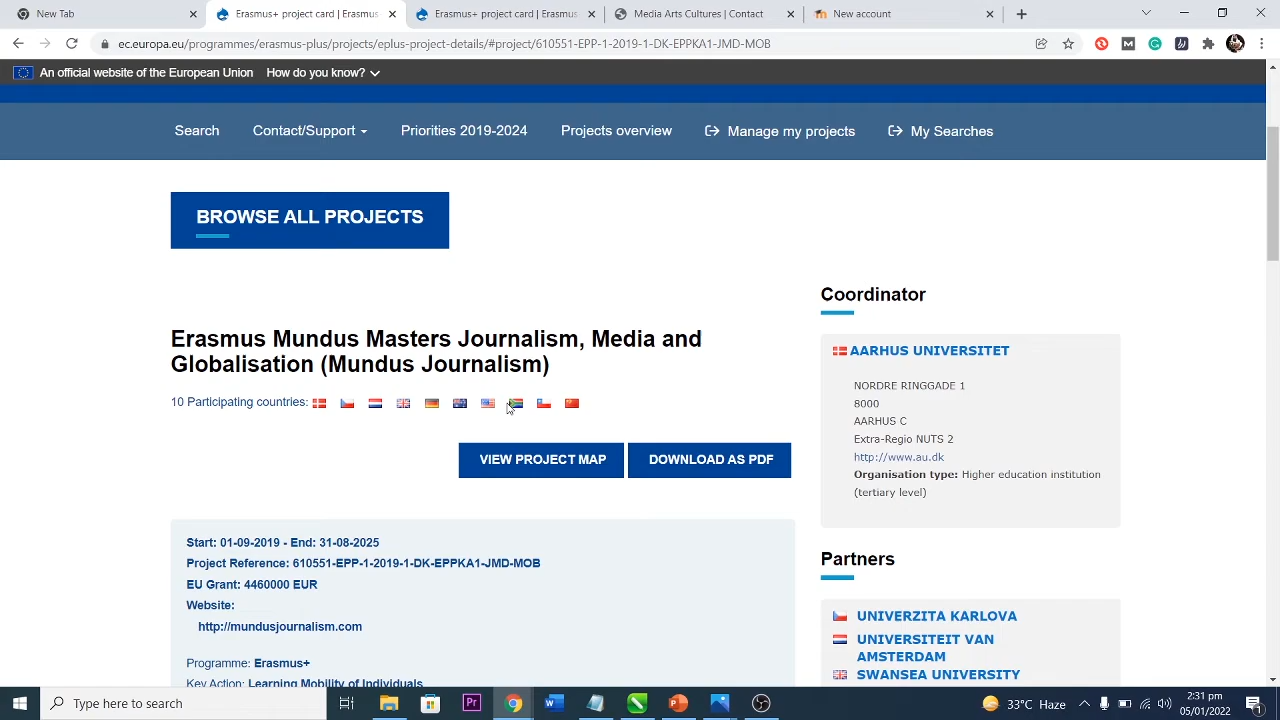 New Tab
Erasmus+ project card | Erasmus
Erasmus+ project card | Erasmus
Media Arts Cultures | Contact
New account
ec.europa.eu/programmes/erasmus-plus/projects/eplus-project-details/#project/610551-EPP-1-2019-1-DK-EPPKA1-JMD-MOB
An official website of the European Union How do you know?
Search Contact/Support Priorities 2019-2024 Projects overview Manage my projects My Searches
BROWSE ALL PROJECTS
Erasmus Mundus Masters Journalism, Media and
Globalisation (Mundus Journalism)
10 Participating countries:
VIEW PROJECT MAP
DOWNLOAD AS PDF
Start: 01-09-2019 - End: 31-08-2025
Project Reference: 610551-EPP-1-2019-1-DK-EPPKA1-JMD-MOB
EU Grant: 4460000 EUR
Website:
http://mundusjournalism.com
Programme: Erasmus+
Key Action: Learning Mobility of Individuals
Coordinator
AARHUS UNIVERSITET
NORDRE RINGGADE 1
8000
AARHUS C
Extra-Regio NUTS 2
http://www.au.dk
Organisation type: Higher education institution
(tertiary level)
Partners
UNIVERZITA KARLOVA
UNIVERSITEIT VAN
AMSTERDAM
SWANSEA UNIVERSITY
Type here to search
33°C Haze
2:31 pm
05/01/2022